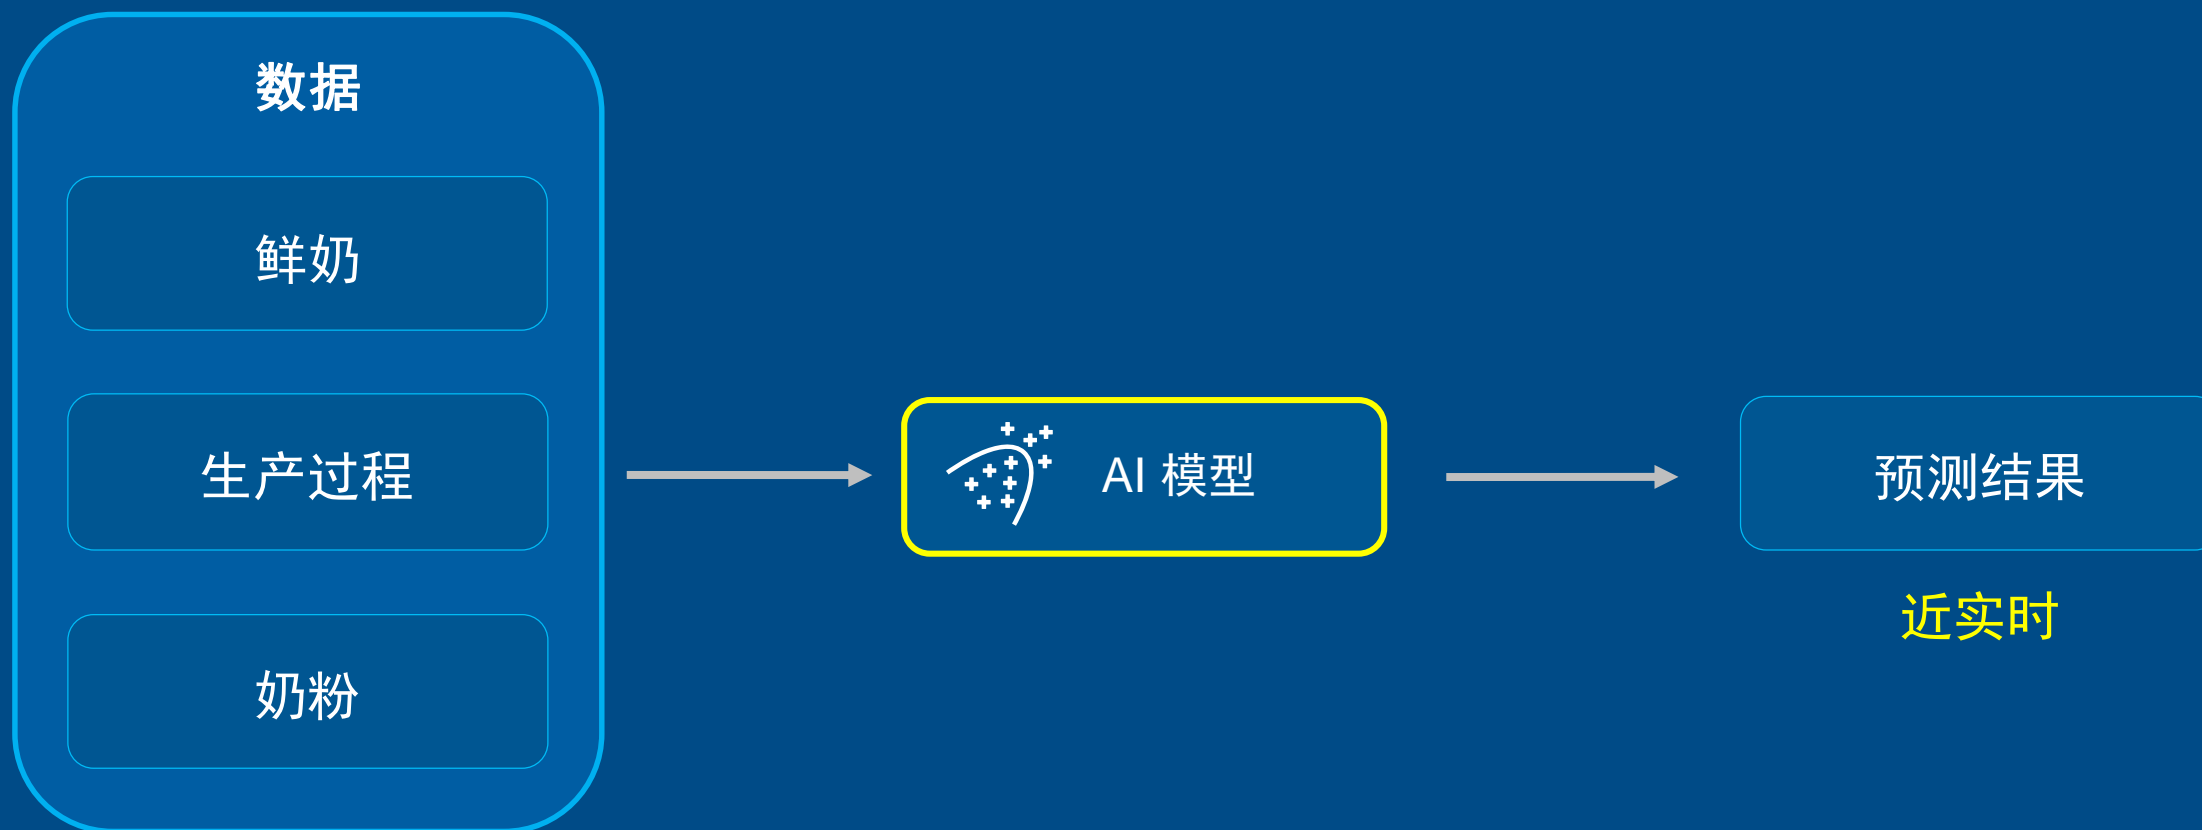 数据
鲜奶
生产过程
奶粉
AI 模型
预测结果
近实时